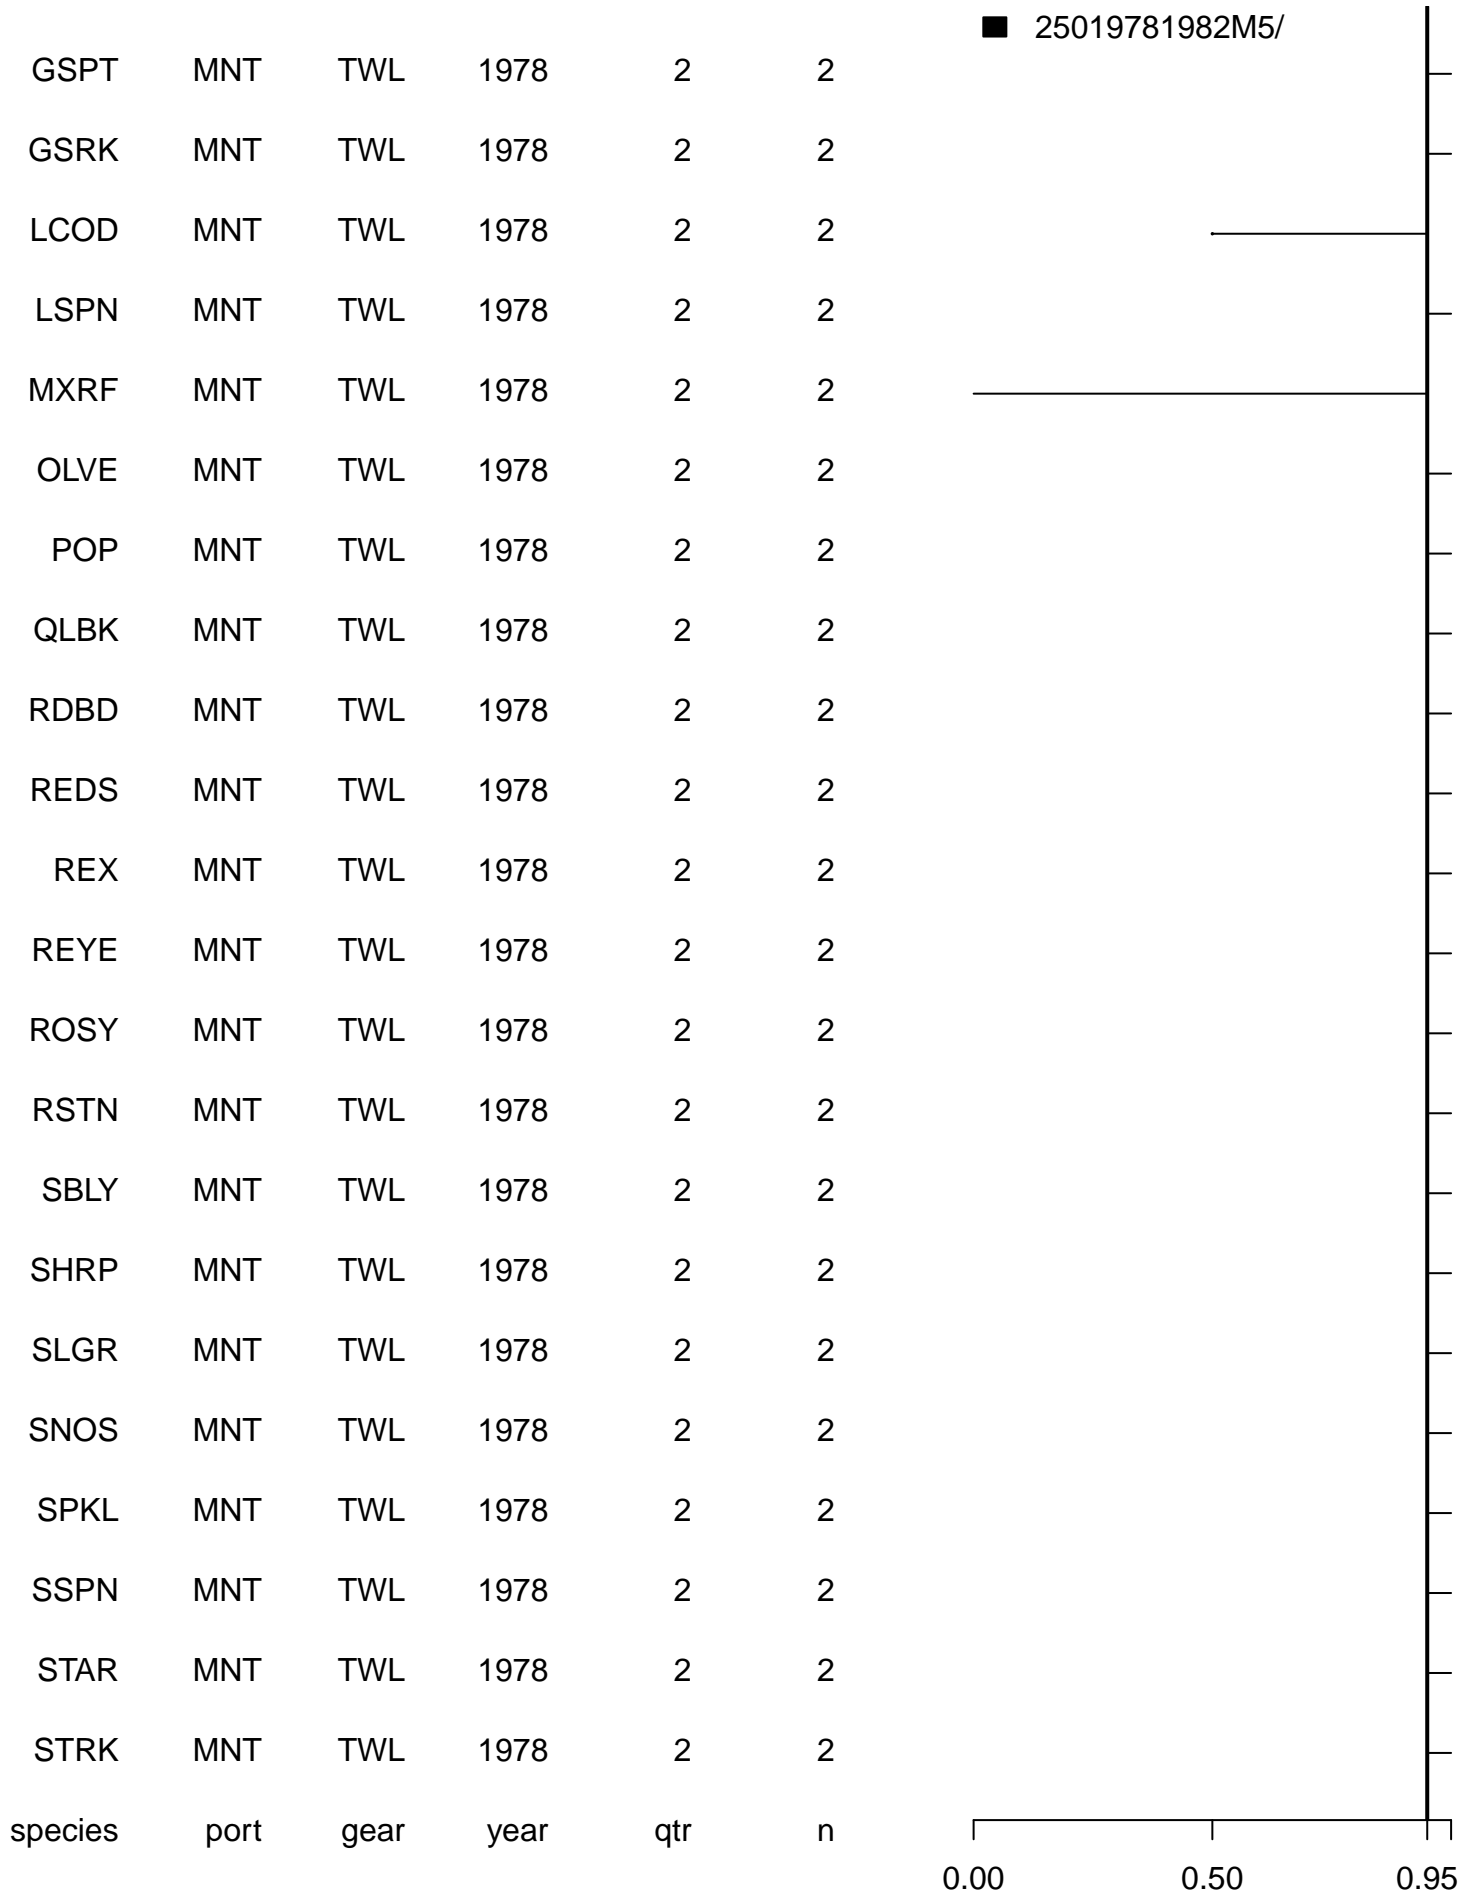 25019781982M5/
GSPT MNT TWL 1978 2 2
GSRK MNT TWL 1978 2 2
LCOD MNT TWL 1978 2 2
LSPN MNT TWL 1978 2 2
MXRF MNT TWL 1978 2 2
OLVE MNT TWL 1978 2 2
POP MNT TWL 1978 2 2
QLBK MNT TWL 1978 2 2
RDBD MNT TWL 1978 2 2
REDS MNT TWL 1978 2 2
REX MNT TWL 1978 2 2
REYE MNT TWL 1978 2 2
ROSY MNT TWL 1978 2 2
RSTN MNT TWL 1978 2 2
SBLY MNT TWL 1978 2 2
SHRP MNT TWL 1978 2 2
SLGR MNT TWL 1978 2 2
SNOS MNT TWL 1978 2 2
SPKL MNT TWL 1978 2 2
SSPN MNT TWL 1978 2 2
STAR MNT TWL 1978 2 2
STRK MNT TWL 1978 2 2
species port gear year qtr n
0.00 0.50 0.95